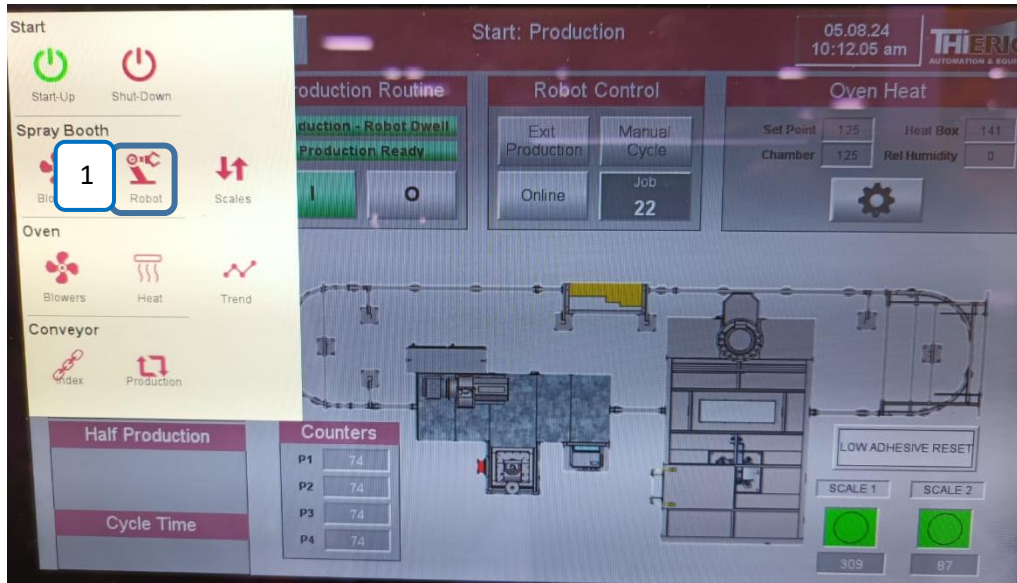 Start
Start-Up
Shut-Down
Spray Booth
1
Robot
Scales
Oven
Blowers
Heat
Trend
Conveyor
Index
Production
Start: Production
05.08.24
10:12.05 am
AUTOMATION &
Routine
- Robot Dwell
Production Ready
I
O
Robot Control
Exit Production
Manual Cycle
Online
Job
22
Oven Heat
Set Point 125 Heat Box 141
Chamber 125 Rel Humidity 0
Half Production
Cycle Time
Counters
P1 74
P2 74
P3 74
P4 74
LOW ADHESIVE RESET
SCALE 1
SCALE 2
309
87